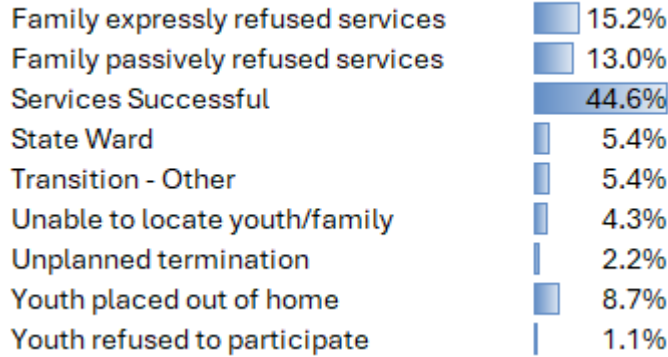 Family expressly refused services 15.2%
Family passively refused services 13.0%
Services Successful 44.6%
State Ward 5.4%
Transition - Other 5.4%
Unable to locate youth/family 4.3%
Unplanned termination 2.2%
Youth placed out of home 8.7%
Youth refused to participate 1.1%